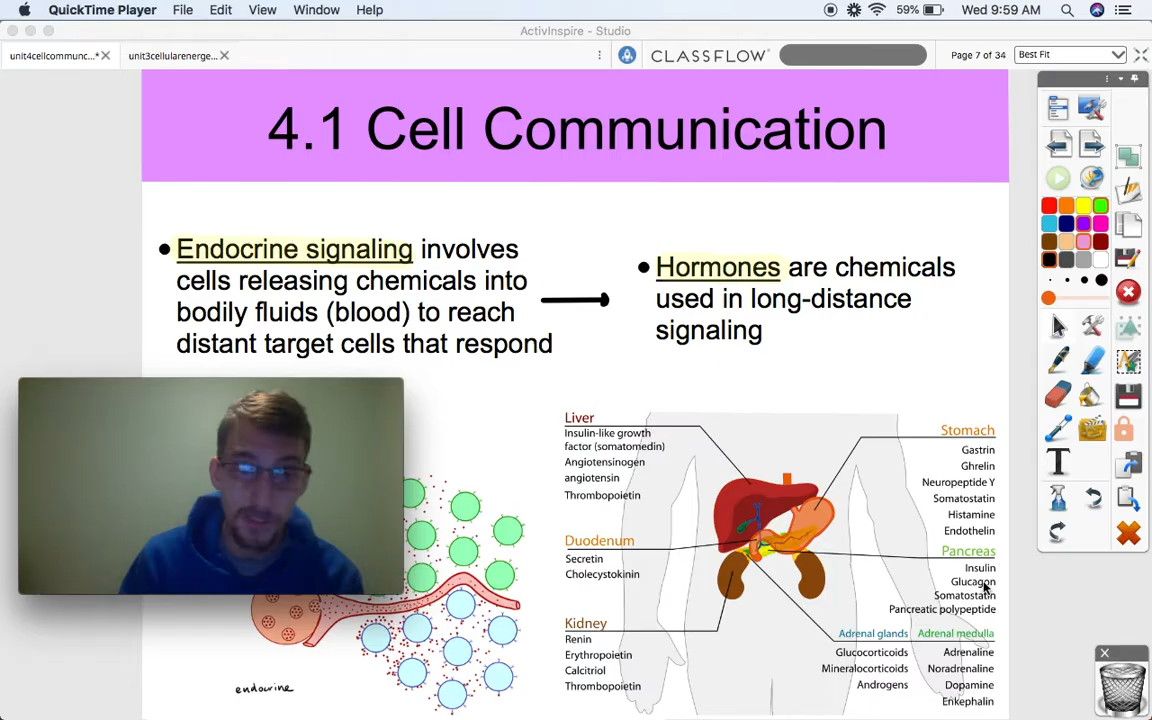 QuickTime Player File Edit View Window Help 59% Wed 9:59 AM
ActivInspire - Studio
unit4cellcommunc...* unit3cellularenerge... CLASSFLOW Page 7 of 34 Best Fit
4.1 Cell Communication
• Endocrine signaling involves
cells releasing chemicals into
bodily fluids (blood) to reach
distant target cells that respond
• Hormones are chemicals
used in long-distance
signaling
Liver
Insulin-like growth
factor (somatomedin)
Angiotensinogen
angiotensin
Thrombopoietin
Duodenum
Secretin
Cholecystokinin
Kidney
Renin
Erythropoietin
Calcitriol
Thrombopoietin
Stomach
Gastrin
Ghrelin
Neuropeptide Y
Somatostatin
Histamine
Endothelin
Pancreas
Insulin
Glucagon
Somatostatin
Pancreatic polypeptide
Adrenal glands
Glucocorticoids
Mineralocorticoids
Androgens
Adrenal medulla
Adrenaline
Noradrenaline
Dopamine
Enkephalin
endocrine